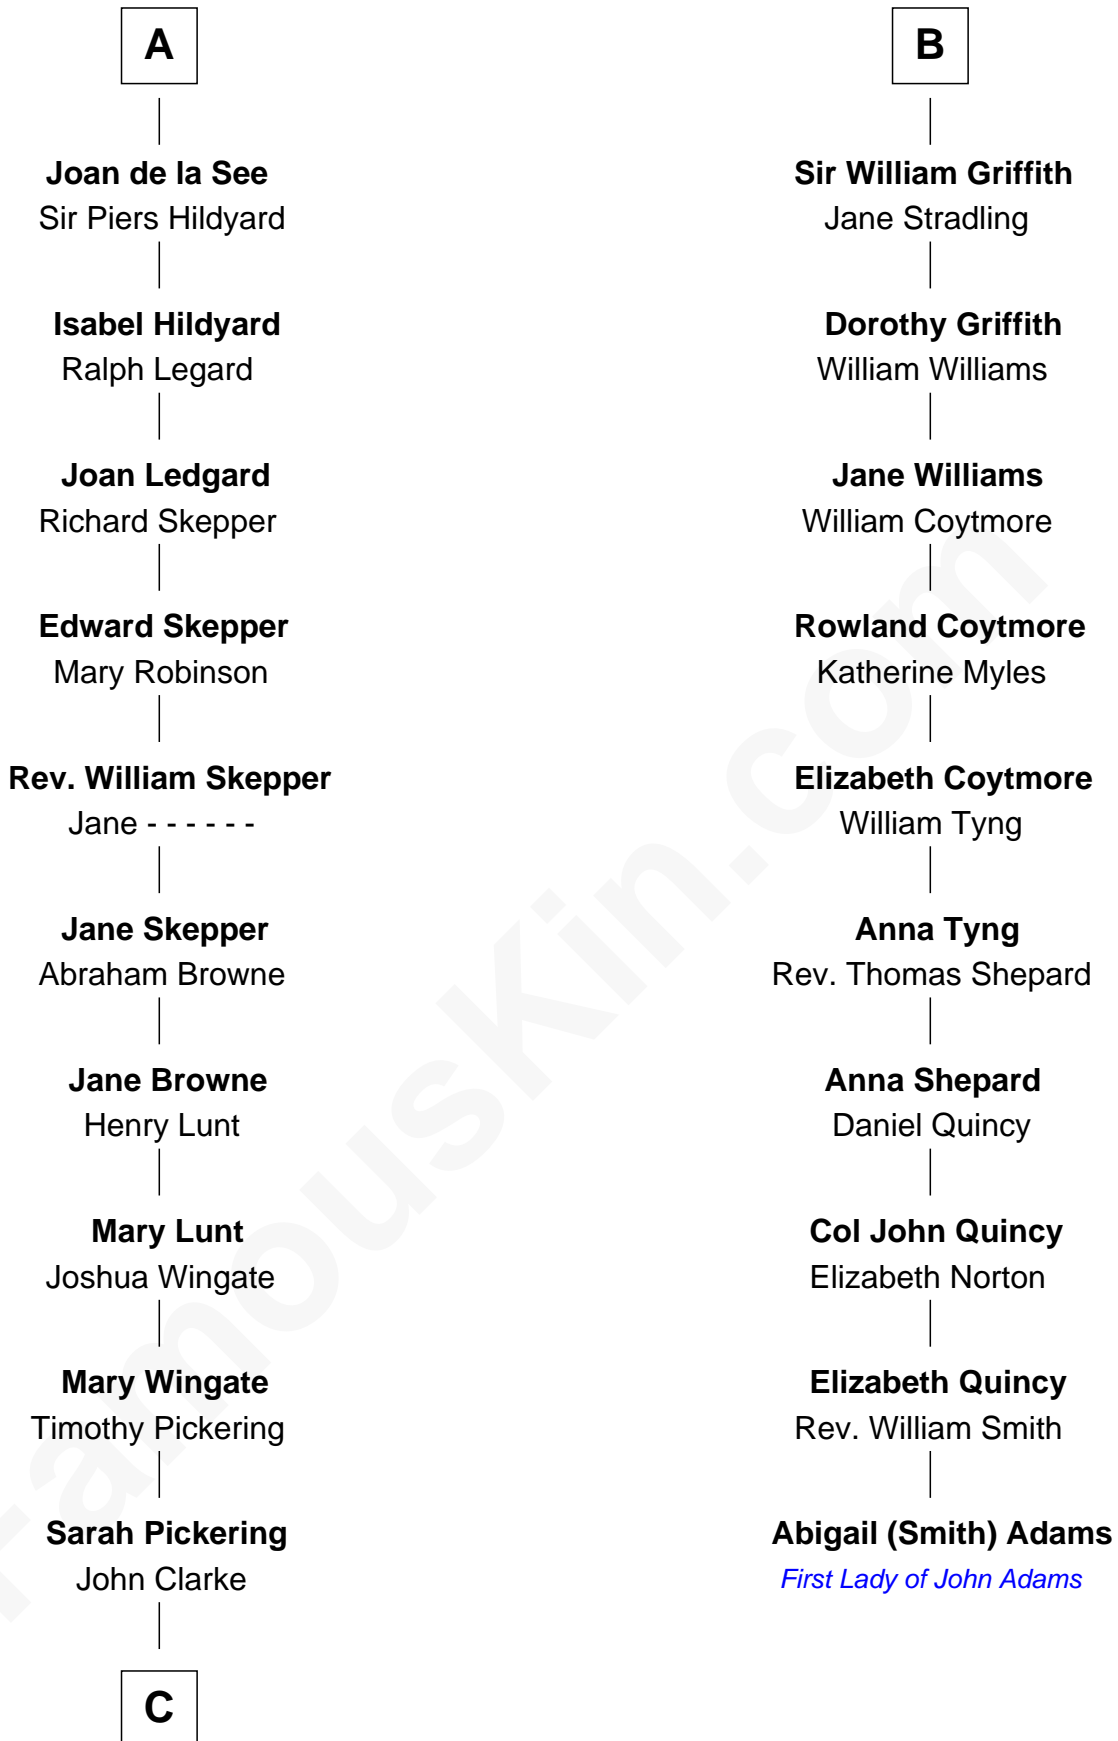 A
Joan de la See
Sir Piers Hildyard
Isabel Hildyard
Ralph Legard
Joan Ledgard
Richard Skepper
Edward Skepper
Mary Robinson
Rev. William Skepper
Jane - - - - - -
Jane Skepper
Abraham Browne
Jane Browne
Henry Lunt
Mary Lunt
Joshua Wingate
Mary Wingate
Timothy Pickering
Sarah Pickering
John Clarke
C
B
Sir William Griffith
Jane Stradling
Dorothy Griffith
William Williams
Jane Williams
William Coytmore
Rowland Coytmore
Katherine Myles
Elizabeth Coytmore
William Tyng
Anna Tyng
Rev. Thomas Shepard
Anna Shepard
Daniel Quincy
Col John Quincy
Elizabeth Norton
Elizabeth Quincy
Rev. William Smith
Abigail (Smith) Adams
First Lady of John Adams
FamousKin.com